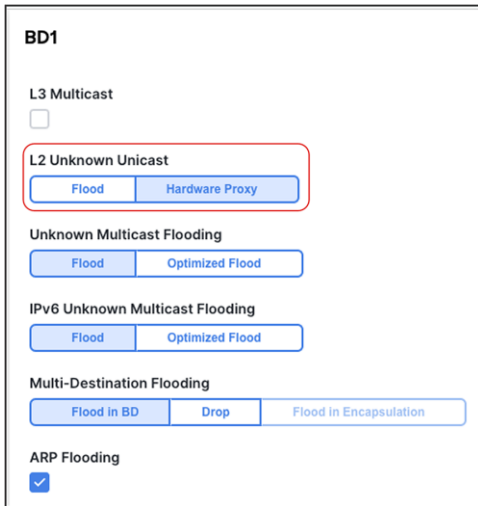 BD1
L3 Multicast
L2 Unknown Unicast
Flood Hardware Proxy
Unknown Multicast Flooding
Flood Optimized Flood
IPv6 Unknown Multicast Flooding
Flood Optimized Flood
Multi-Destination Flooding
Flood in BD Drop Flood in Encapsulation
ARP Flooding